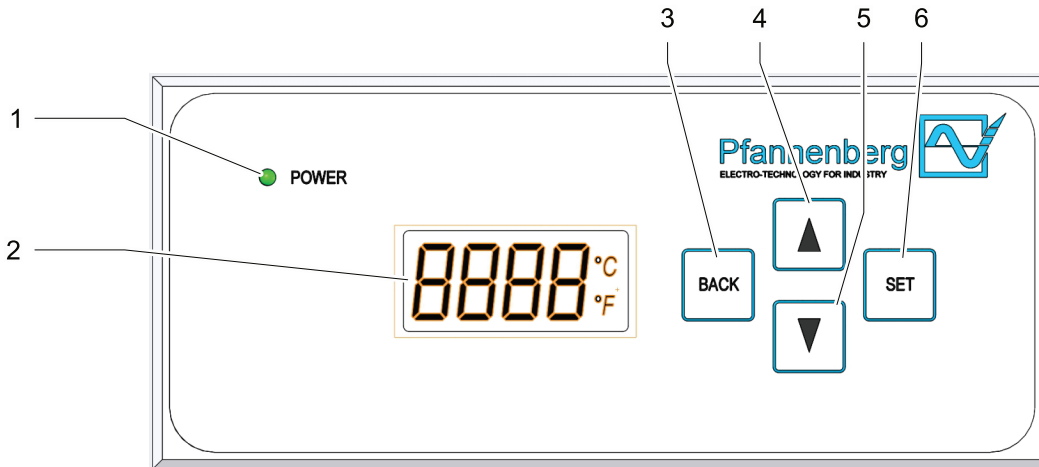 3 4 5 6
1
POWER
Pfannenberg
ELECTRO-TECHNOLOGY FOR INDUSTRY
2
8888 °C
°F
BACK
SET